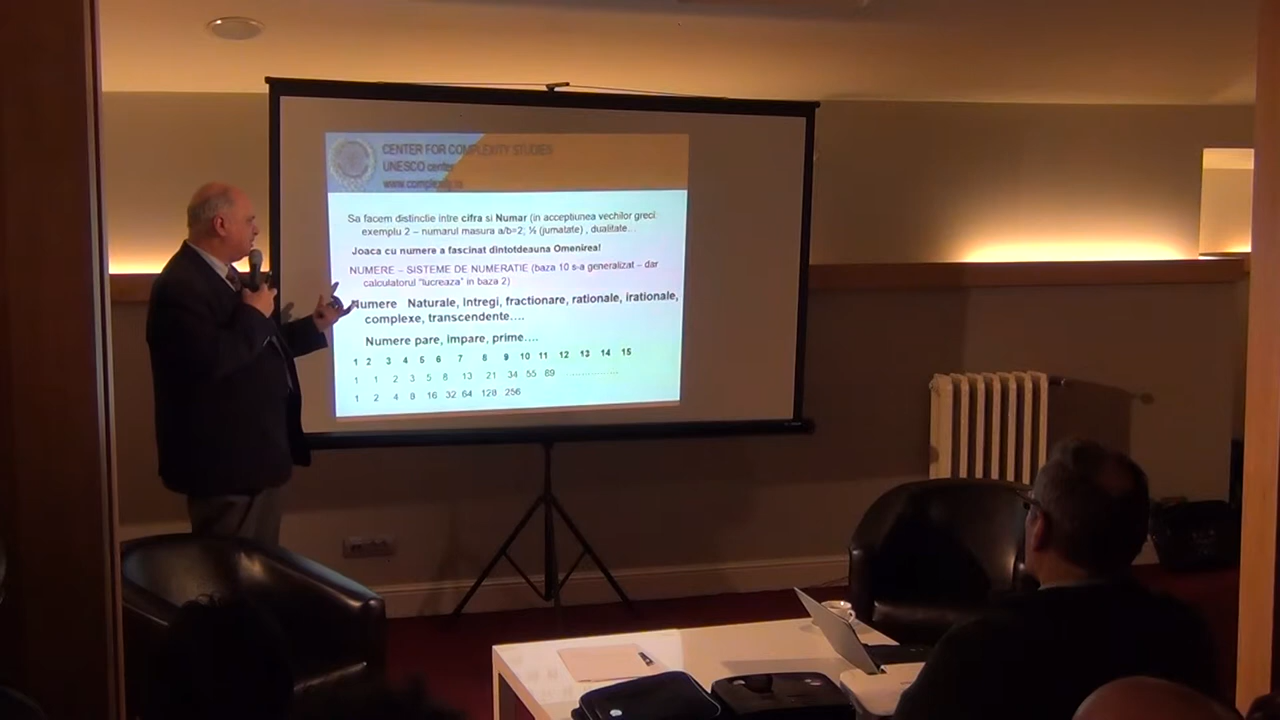 CENTER FOR COMPLEXITY STUDIES
UNESCO center
www.complexity.ro
Sa facem distinctie intre cifra si Numar (in acceptiunea vechilor greci
exemplu 2 – numarul masura a/b=2; ½ (jumatate) , dualitate…
Joaca cu numere a fascinat dintotdeauna Omenirea!
NUMERE – SISTEME DE NUMERATIE (baza 10 s-a generalizat – dar
calculatorul "lucreaza" in baza 2)
Numere Naturale, Intregi, fractionare, rationale, irationale,
complexe, transcendente….
Numere pare, impare, prime….
1 2 3 4 5 6 7 8 9 10 11 12 13 14 15
1 1 2 3 5 8 13 21 34 55 89 ................
1 2 4 8 16 32 64 128 256